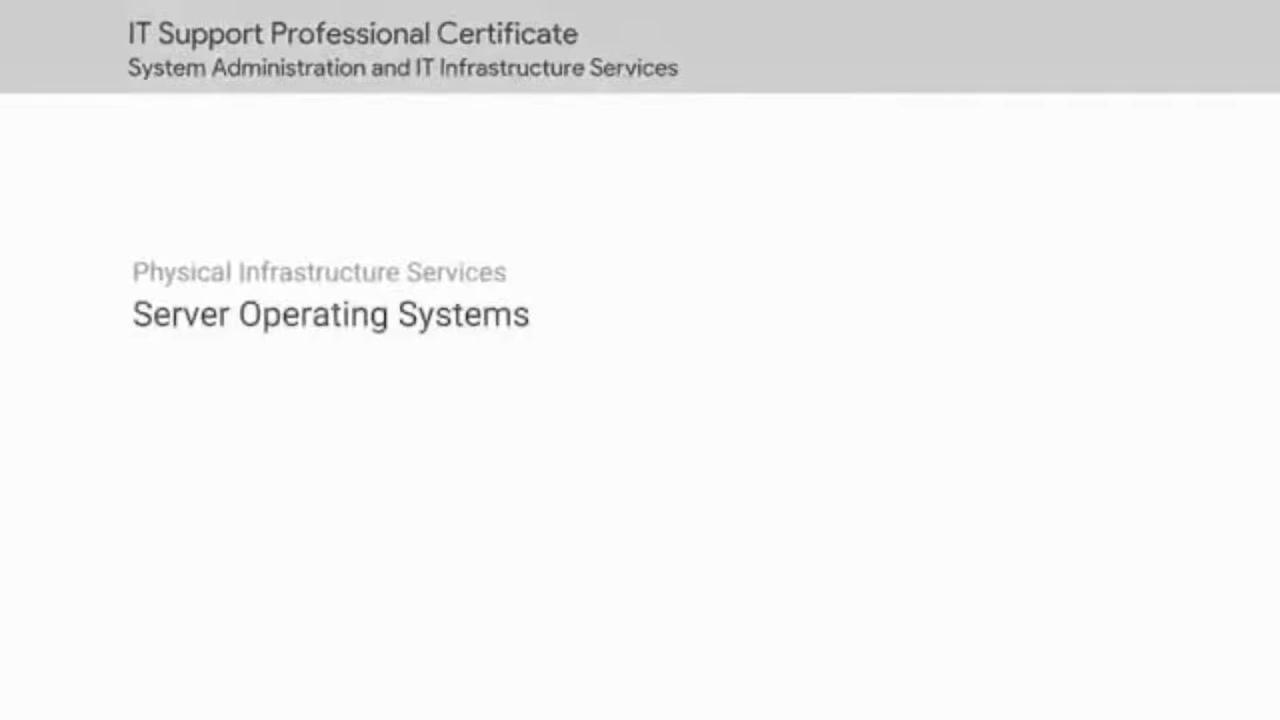 IT Support Professional Certificate
System Administration and IT Infrastructure Services
Physical Infrastructure Services
Server Operating Systems